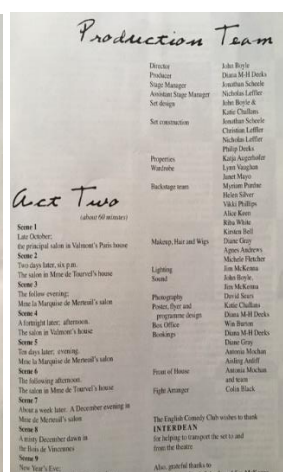 Production Team
Director John Boyle
Producer Diana M-H Deeks
Stage Manager Jonathan Scheele
Assistant Stage Manager Nicholas Leffler
Set design John Boyle &
Katie Challans
Set construction Jonathan Scheele
Christian Leffler
Nicholas Leffler
Philip Deeks
Properties Katja Augerhofer
Wardrobe Lynn Vaughan
Janet Mayo
Backstage team Myriam Purdue
Helen Silver
Vikki Phillips
Alice Keen
Riba White
Kirsten Bell
Makeup, Hair and Wigs Diane Gray
Agnes Andrews
Michele Fletcher
Lighting Jim McKenna
Sound John Boyle,
Jim McKenna
Photography David Sears
Poster, flyer and Katie Challans
programme design Diana M-H Deeks
Box Office Win Burton
Bookings Diana M-H Deeks
Diane Gray
Antonia Mochan
Aisling
Front of House Antonia Mochan
and team
Fight Arranger Colin Black
The English Comedy Club wishes to thank
INTERDEAN
for helping to transport the set to and
from the theatre.
Also, grateful thanks to
Act Two
(about 60 minutes)
Scene 1
Late October;
the principal salon in Valmont's Paris house
Scene 2
Two days later, six p.m.
The salon in Mme de Tourvel's house
Scene 3
The follow evening;
Mme la Marquise de Merteuil's salon
Scene 4
A fortnight later; afternoon.
The salon in Valmont's house
Scene 5
Ten days later; evening.
Mme la Marquise de Merteuil's salon
Scene 6
The following afternoon.
The salon in Mme de Tourvel's house
Scene 7
About a week later. A December evening in
Mme de Merteuil's salon
Scene 8
A misty December dawn in
the Bois de Vincennes
Scene 9
New Year's Eve;